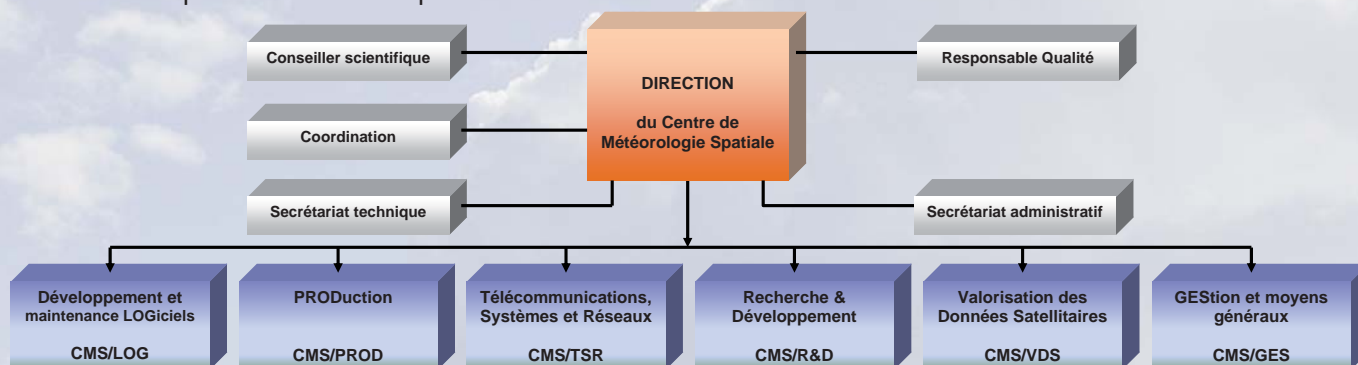 Conseiller scientifique
DIRECTION
du Centre de
Météorologie Spatiale
Responsable Qualité
Coordination
Secrétariat technique
Secrétariat administratif
Développement et
maintenance LOGiciels
CMS/LOG
PRODuction
CMS/PROD
Télécommunications,
Systèmes et Réseaux
CMS/TSR
Recherche &
Développement
CMS/R&D
Valorisation des
Données Satellitaires
CMS/VDS
GEStion et moyens
généraux
CMS/GES